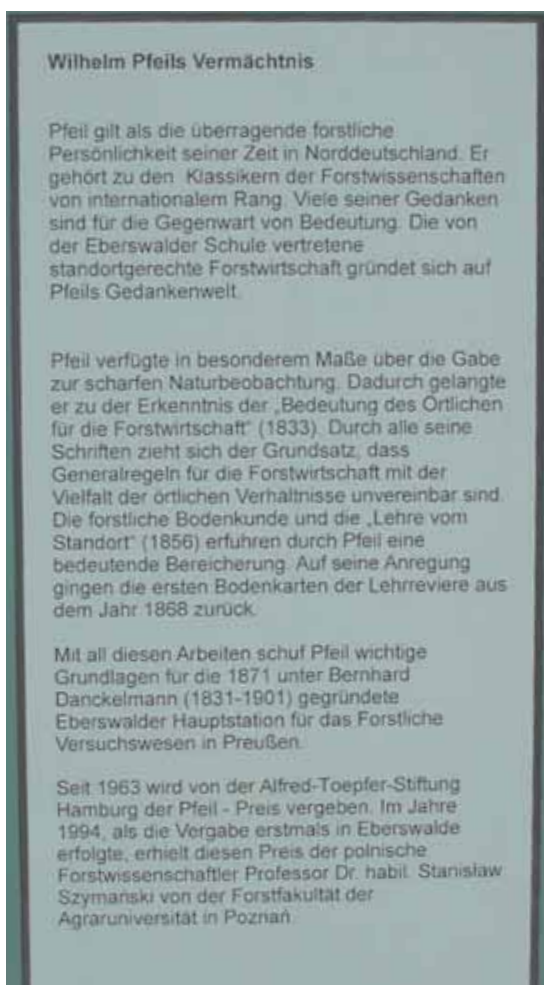 Wilhelm Pfeils Vermächtnis
Pfeil gilt als die überragende forstliche
Persönlichkeit seiner Zeit in Norddeutschland. Er
gehört zu den Klassikern der Forstwissenschaften
von internationalem Rang. Viele seiner Gedanken
sind für die Gegenwart von Bedeutung. Die von
der Eberswalder Schule vertretene
standortgerechte Forstwirtschaft gründet sich auf
Pfeils Gedankenwelt.
Pfeil verfügte in besonderem Maße über die Gabe
zur scharfen Naturbeobachtung. Dadurch gelangte
er zu der Erkenntnis der „Bedeutung des Örtlichen
für die Forstwirtschaft“ (1833). Durch alle seine
Schriften zieht sich der Grundsatz, dass
Generalregeln für die Forstwirtschaft mit der
Vielfalt der örtlichen Verhältnisse unvereinbar sind.
Die forstliche Bodenkunde und die „Lehre vom
Standort“ (1856) erfuhren durch Pfeil eine
bedeutende Bereicherung. Auf seine Anregung
gingen die ersten Bodenkarten der Lehrreviere aus
dem Jahr 1868 zurück.
Mit all diesen Arbeiten schuf Pfeil wichtige
Grundlagen für die 1871 unter Bernhard
Danckelmann (1831-1901) gegründete
Eberswalder Hauptstation für das Forstliche
Versuchswesen in Preußen.
Seit 1963 wird von der Alfred-Toepfer-Stiftung
Hamburg der Pfeil - Preis vergeben. Im Jahre
1994, als die Vergabe erstmals in Eberswalde
erfolgte, erhielt diesen Preis der polnische
Forstwissenschaftler Professor Dr. habil. Stanisław
Szymański von der Forstfakultät der
Agraruniversität in Poznań.